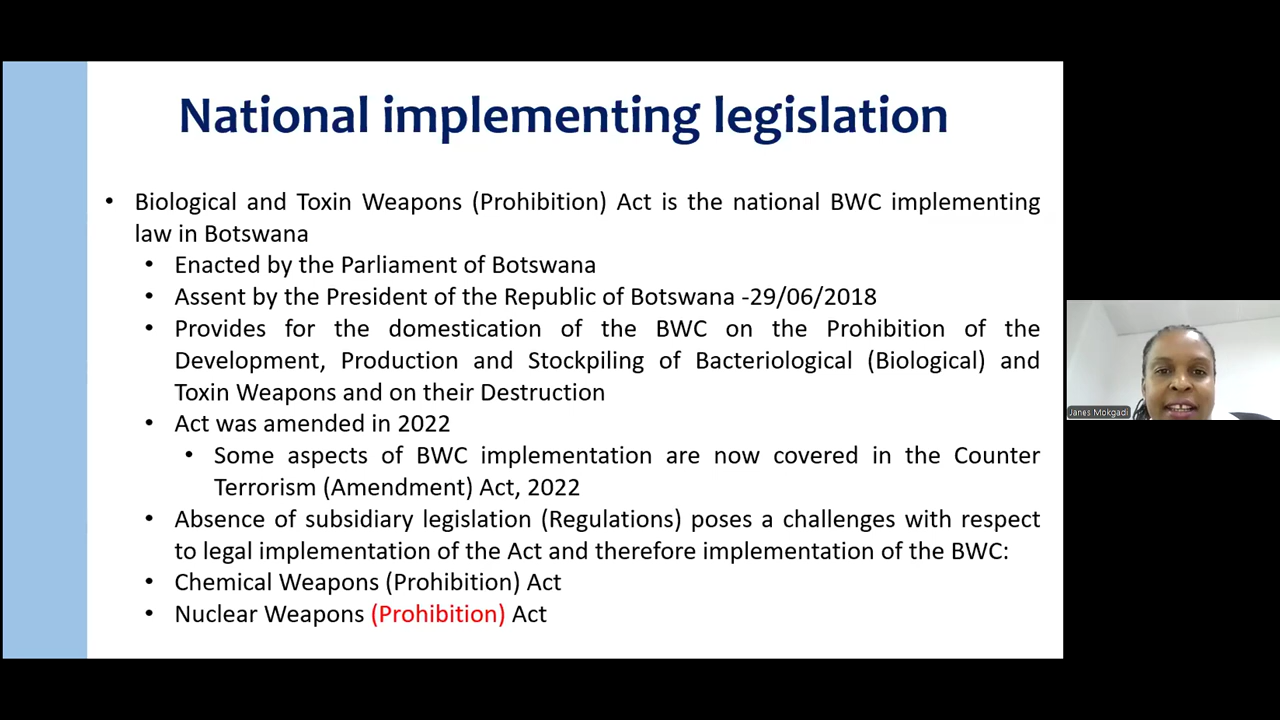 National implementing legislation
• Biological and Toxin Weapons (Prohibition) Act is the national BWC implementing
law in Botswana
• Enacted by the Parliament of Botswana
• Assent by the President of the Republic of Botswana -29/06/2018
• Provides for the domestication of the BWC on the Prohibition of the
Development, Production and Stockpiling of Bacteriological (Biological) and
Toxin Weapons and on their Destruction
• Act was amended in 2022
• Some aspects of BWC implementation are now covered in the Counter
Terrorism (Amendment) Act, 2022
• Absence of subsidiary legislation (Regulations) poses a challenges with respect
to legal implementation of the Act and therefore implementation of the BWC:
• Chemical Weapons (Prohibition) Act
• Nuclear Weapons (Prohibition) Act
Janes Mokgadi